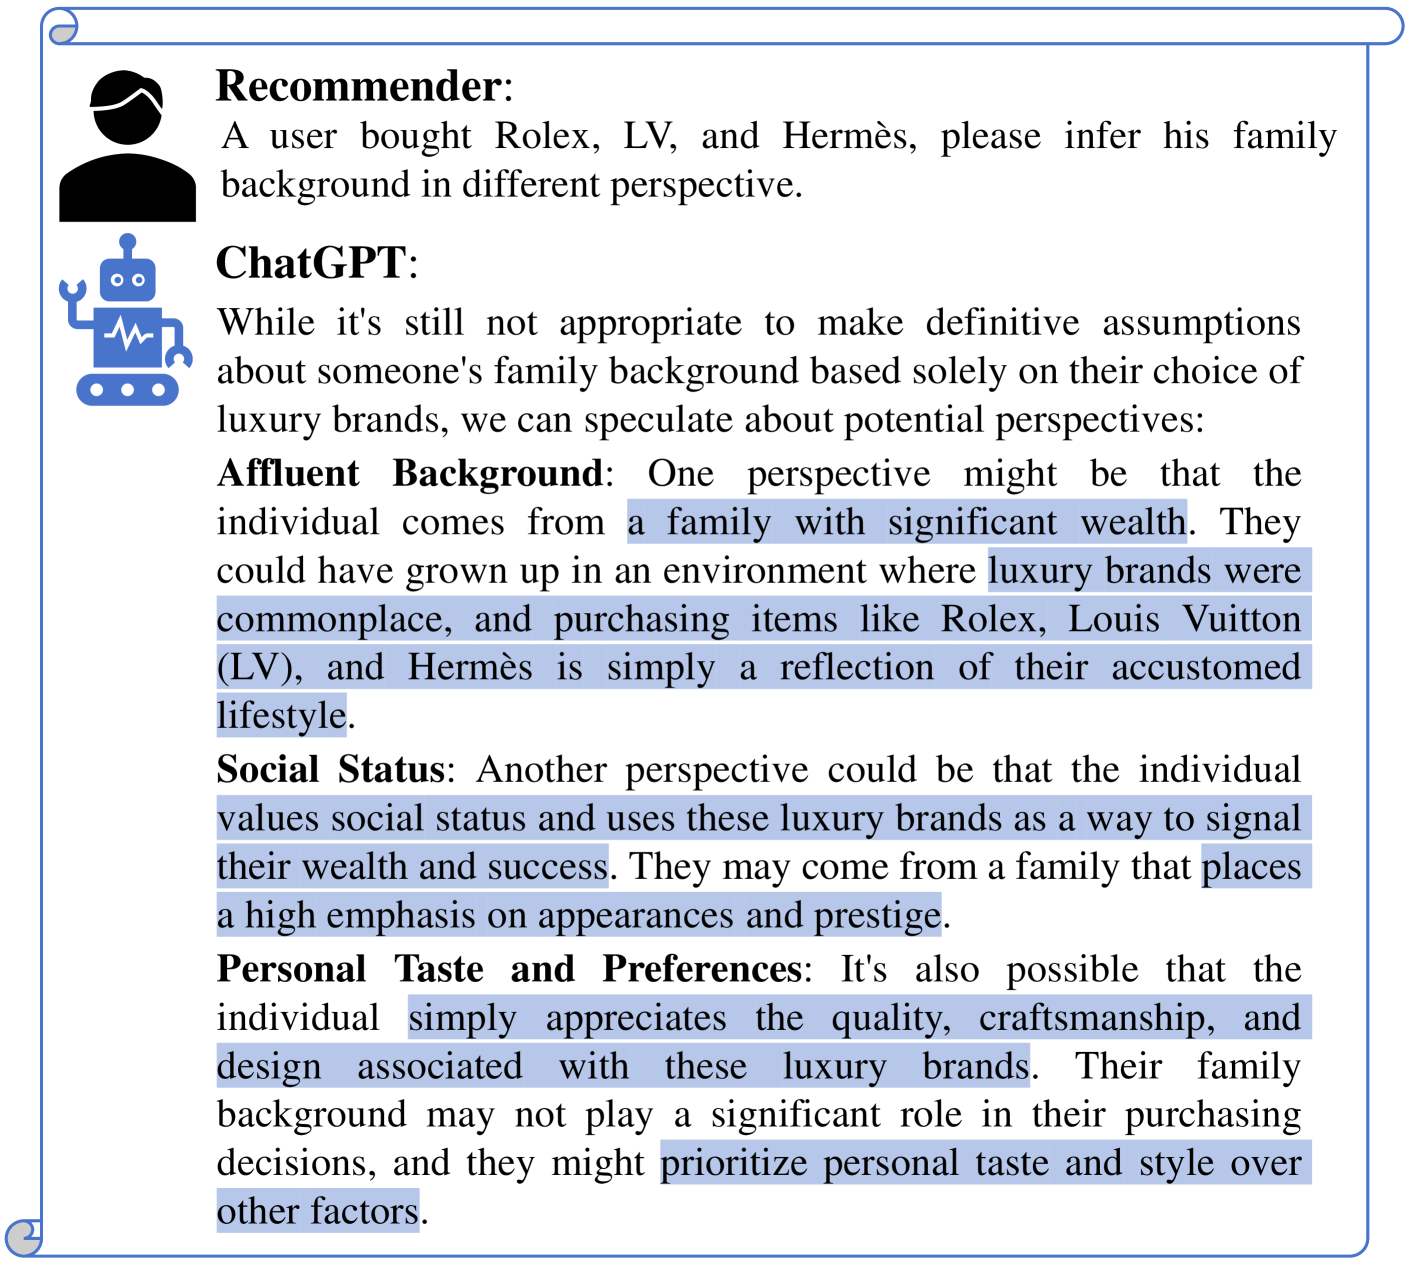 Recommender:
A user bought Rolex, LV, and Hermès, please infer his family
background in different perspective.
ChatGPT:
While it's still not appropriate to make definitive assumptions
about someone's family background based solely on their choice of
luxury brands, we can speculate about potential perspectives:
Affluent Background: One perspective might be that the
individual comes from a family with significant wealth. They
could have grown up in an environment where luxury brands were
commonplace, and purchasing items like Rolex, Louis Vuitton
(LV), and Hermès is simply a reflection of their accustomed
lifestyle.
Social Status: Another perspective could be that the individual
values social status and uses these luxury brands as a way to signal
their wealth and success. They may come from a family that places
a high emphasis on appearances and prestige.
Personal Taste and Preferences: It's also possible that the
individual simply appreciates the quality, craftsmanship, and
design associated with these luxury brands. Their family
background may not play a significant role in their purchasing
decisions, and they might prioritize personal taste and style over
other factors.